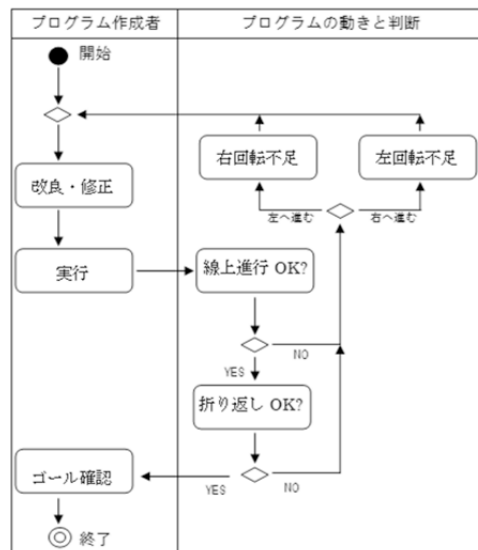 プログラム作成者
プログラムの動きと判断
開始
右回転不足
左回転不足
改良・修正
左へ進む
右へ進む
実行
線上進行 OK?
NO
YES
折り返し OK?
ゴール確認
YES
NO
終了